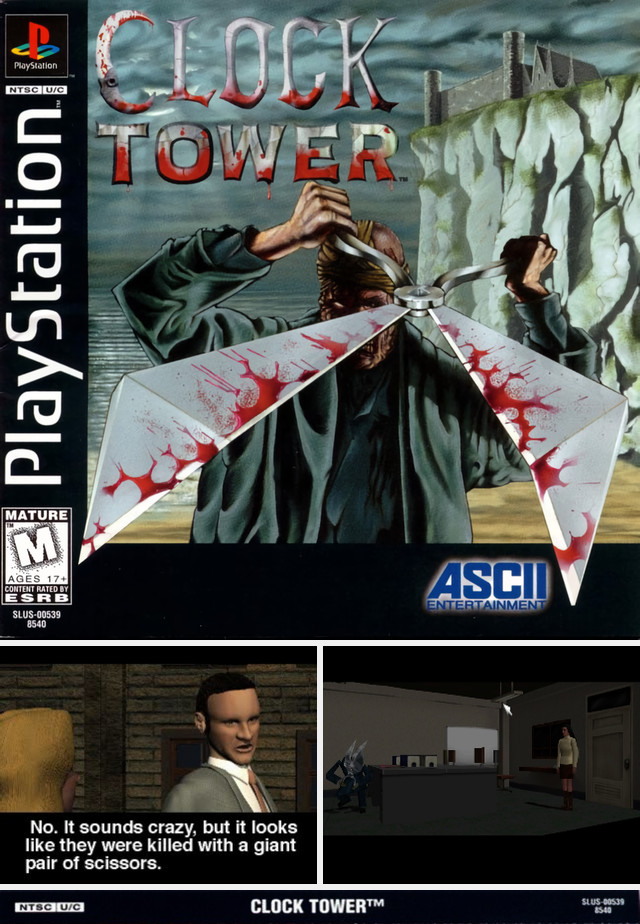 PlayStation
NTSC U/C
PlayStation™
CLOCK
TOWER™
MATURE
™
M
AGES 17+
CONTENT RATED BY
ESRB
SLUS-00539
8540
ASCII
ENTERTAINMENT
No. It sounds crazy, but it looks
like they were killed with a giant
pair of scissors.
NTSC U/C
CLOCK TOWER™
SLUS-00539
8540